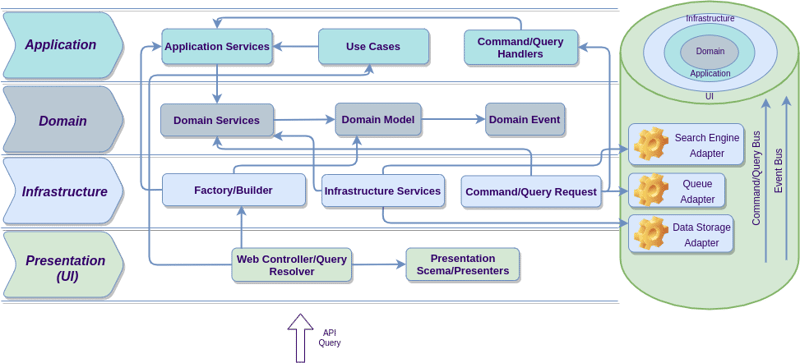 Application
Application Services
Use Cases
Command/Query
Handlers
Infrastructure
Domain
Application
UI
Domain
Domain Services
Domain Model
Domain Event
Search Engine
Adapter
Infrastructure
Factory/Builder
Infrastructure Services
Command/Query Request
Queue
Adapter
Data Storage
Adapter
Command/Query Bus
Event Bus
Presentation
(UI)
Web Controller/Query
Resolver
Presentation
Scema/Presenters
API
Query